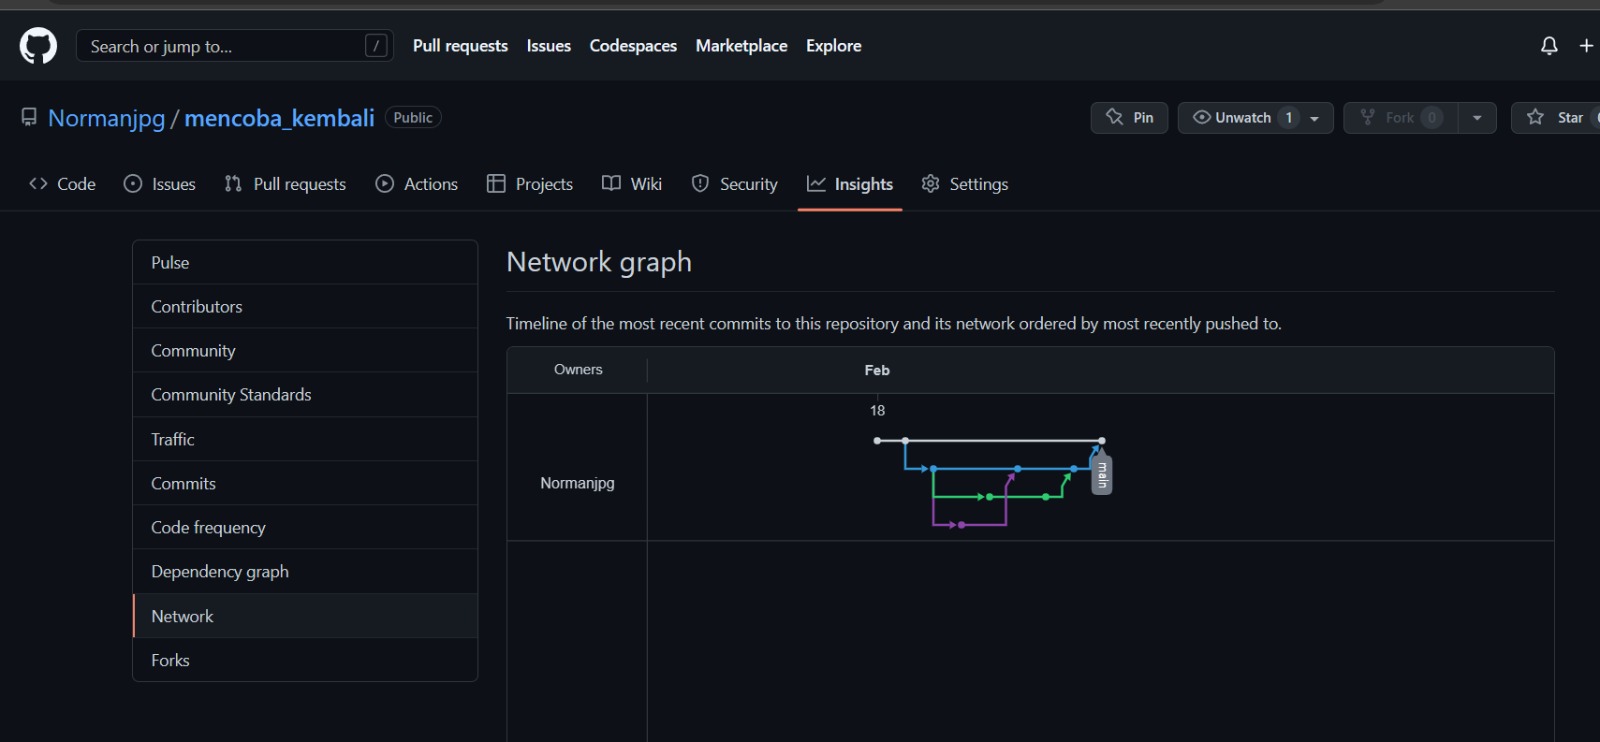 Search or jump to... /
Pull requests Issues Codespaces Marketplace Explore
Normanjpg / mencoba_kembali Public
Pin Unwatch 1 Fork 0 Star
Code Issues Pull requests Actions Projects Wiki Security Insights Settings
Pulse
Contributors
Community
Community Standards
Traffic
Commits
Code frequency
Dependency graph
Network
Forks
Network graph
Timeline of the most recent commits to this repository and its network ordered by most recently pushed to.
Owners Feb
18
Normanjpg
main